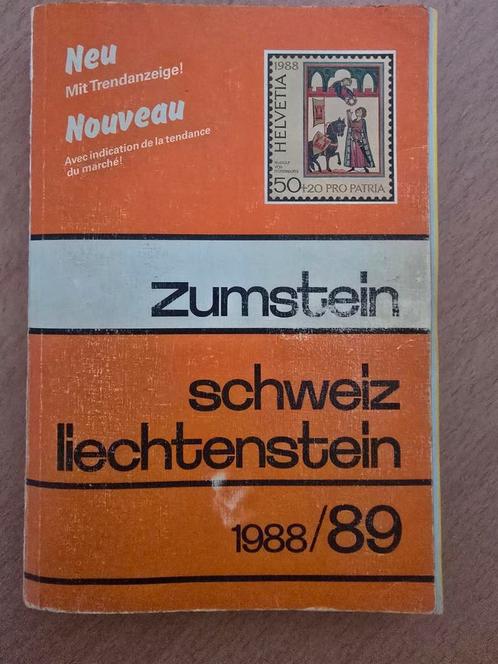 Neu
Mit Trendanzeige!
Nouveau
Avec indication de la tendance
du marché!
1988
HELVETIA
50+20 PRO PATRIA
zumstein
schweiz
liechtenstein
1988/89